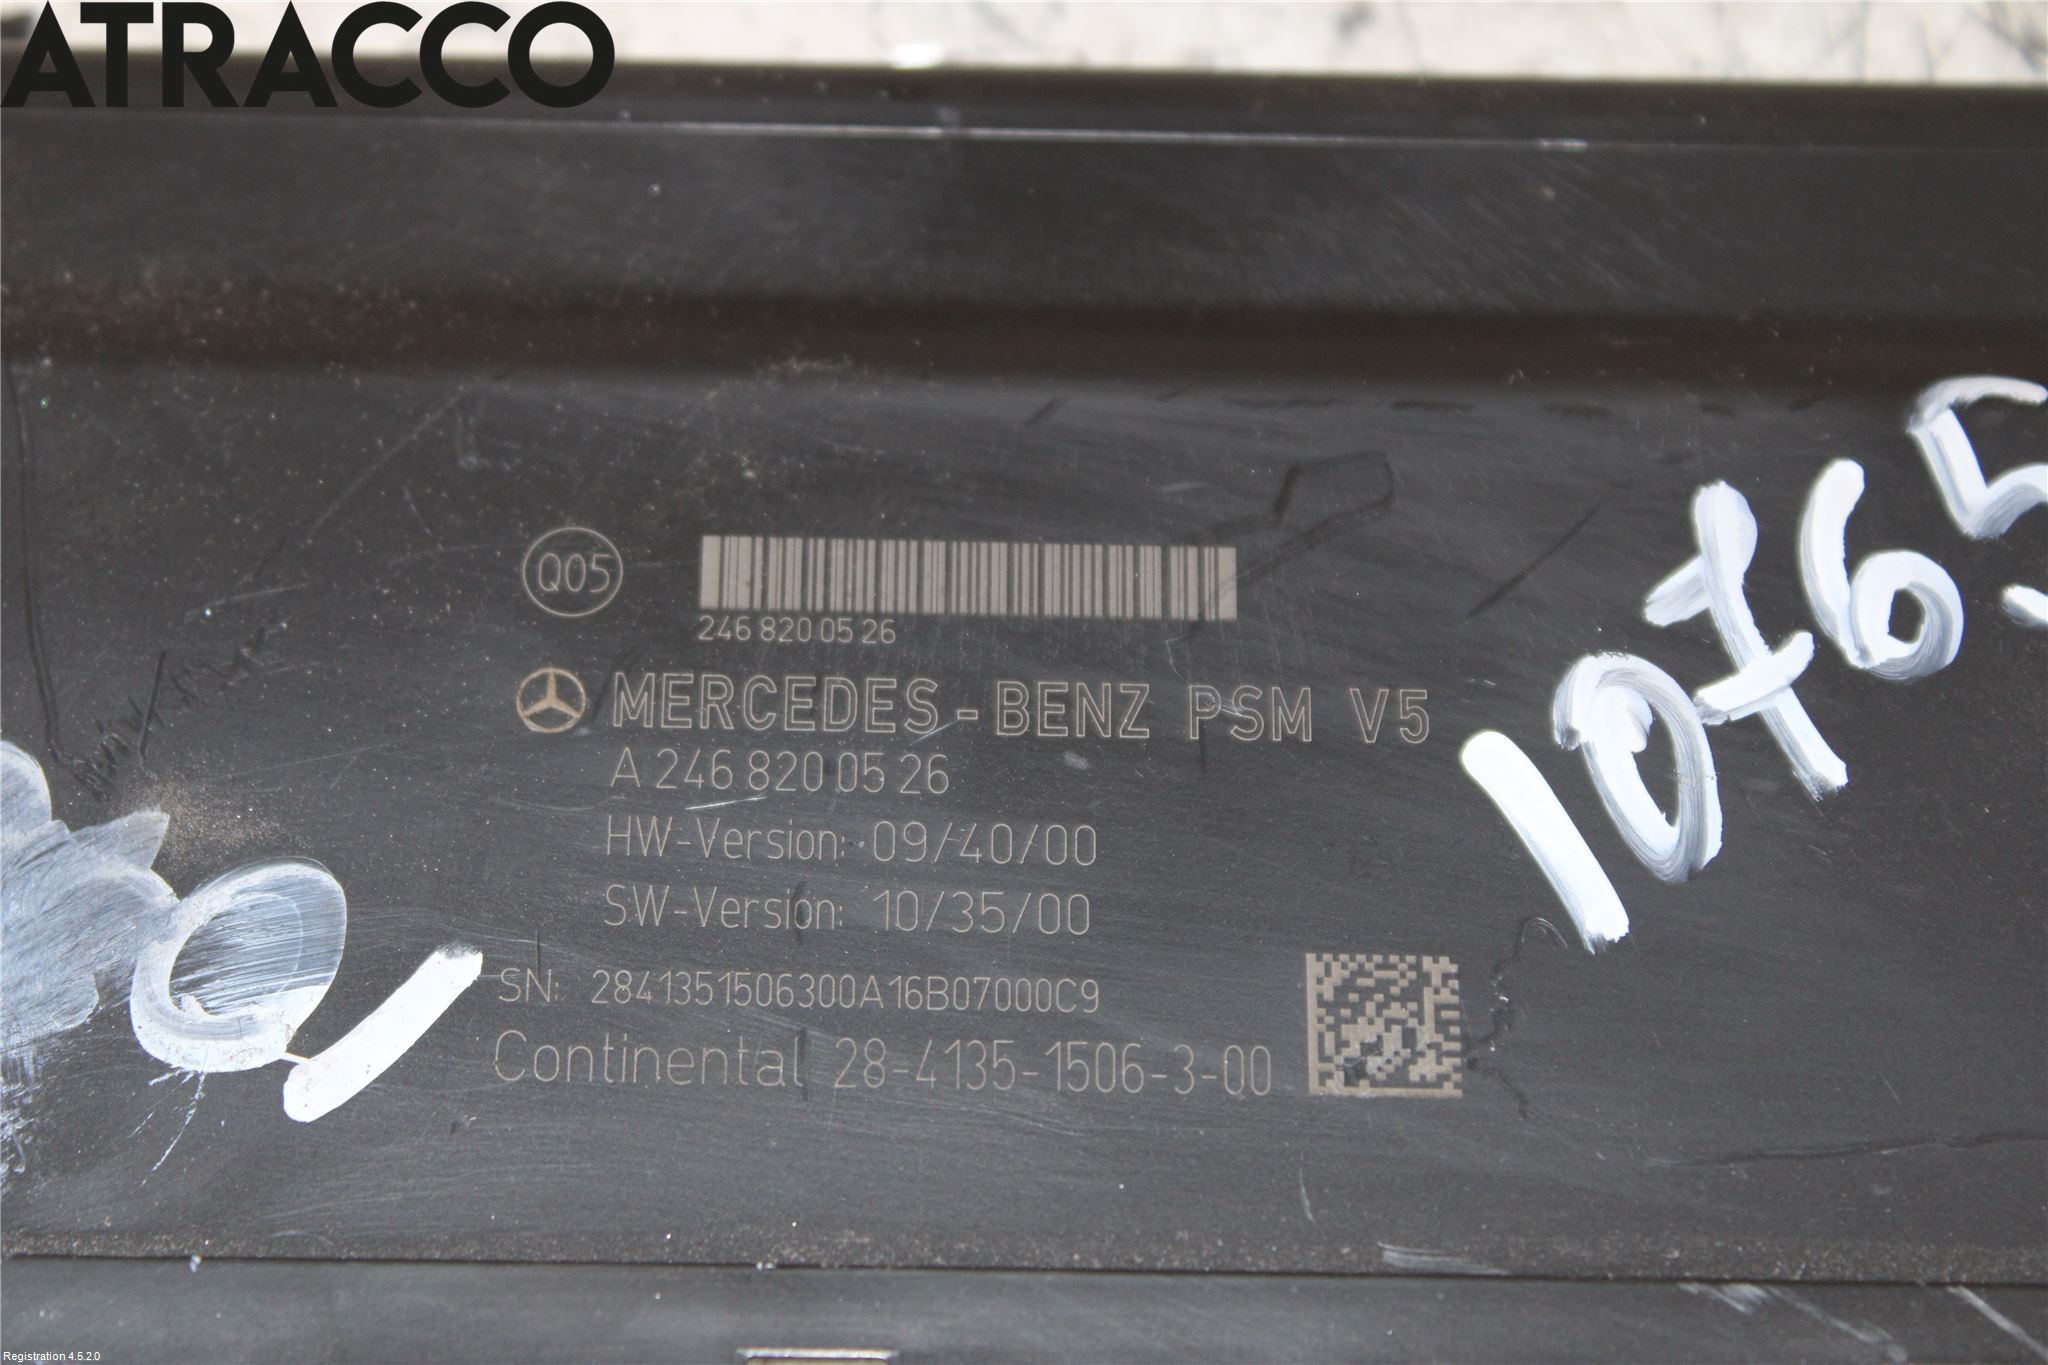 ATRACCO
Q05
246 820 05 26
MERCEDES-BENZ PSM V5
A 246 820 05 26
HW-Version: 09/40/00
SW-Version: 10/35/00
SN: 2841351506300A16B07000C9
Continental 28-4135-1506-3-00
10765
Registration 4.5.2.0